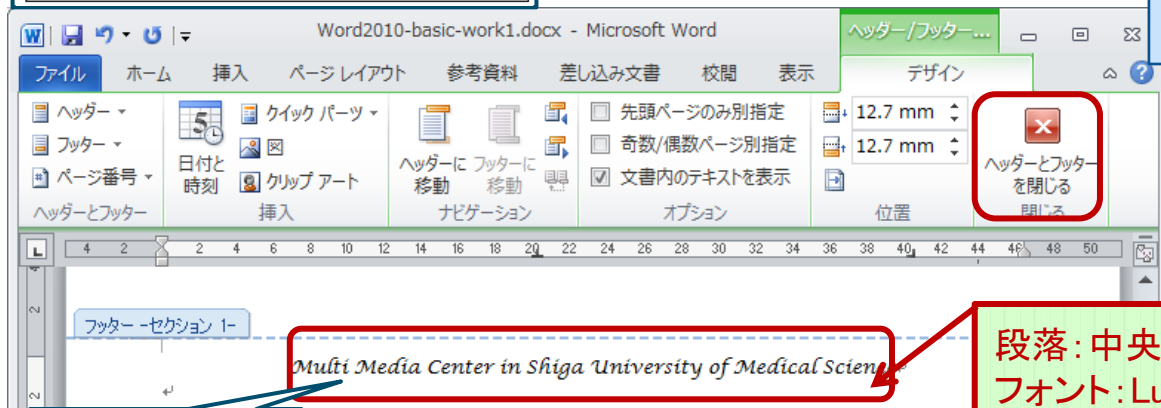 Word2010-basic-work1.docx - Microsoft Word
ヘッダー/フッター...
ファイル ホーム 挿入 ページ レイアウト 参考資料 差し込み文書 校閲 表示 デザイン
ヘッダー
フッター
ページ番号
ヘッダーとフッター
5
日付と
時刻
クイック パーツ
図
クリップ アート
挿入
ヘッダーに
移動
フッターに
移動
ナビゲーション
先頭ページのみ別指定
奇数/偶数ページ別指定
文書内のテキストを表示
オプション
12.7 mm
12.7 mm
位置
ヘッダーとフッター
を閉じる
閉じる
4 2 2 4 6 8 10 12 14 16 18 20 22 24 26 28 30 32 34 36 38 40 42 44 46 48 50
フッター -セクション 1-
Multi Media Center in Shiga University of Medical Science
段落：中央
フォント：Lu